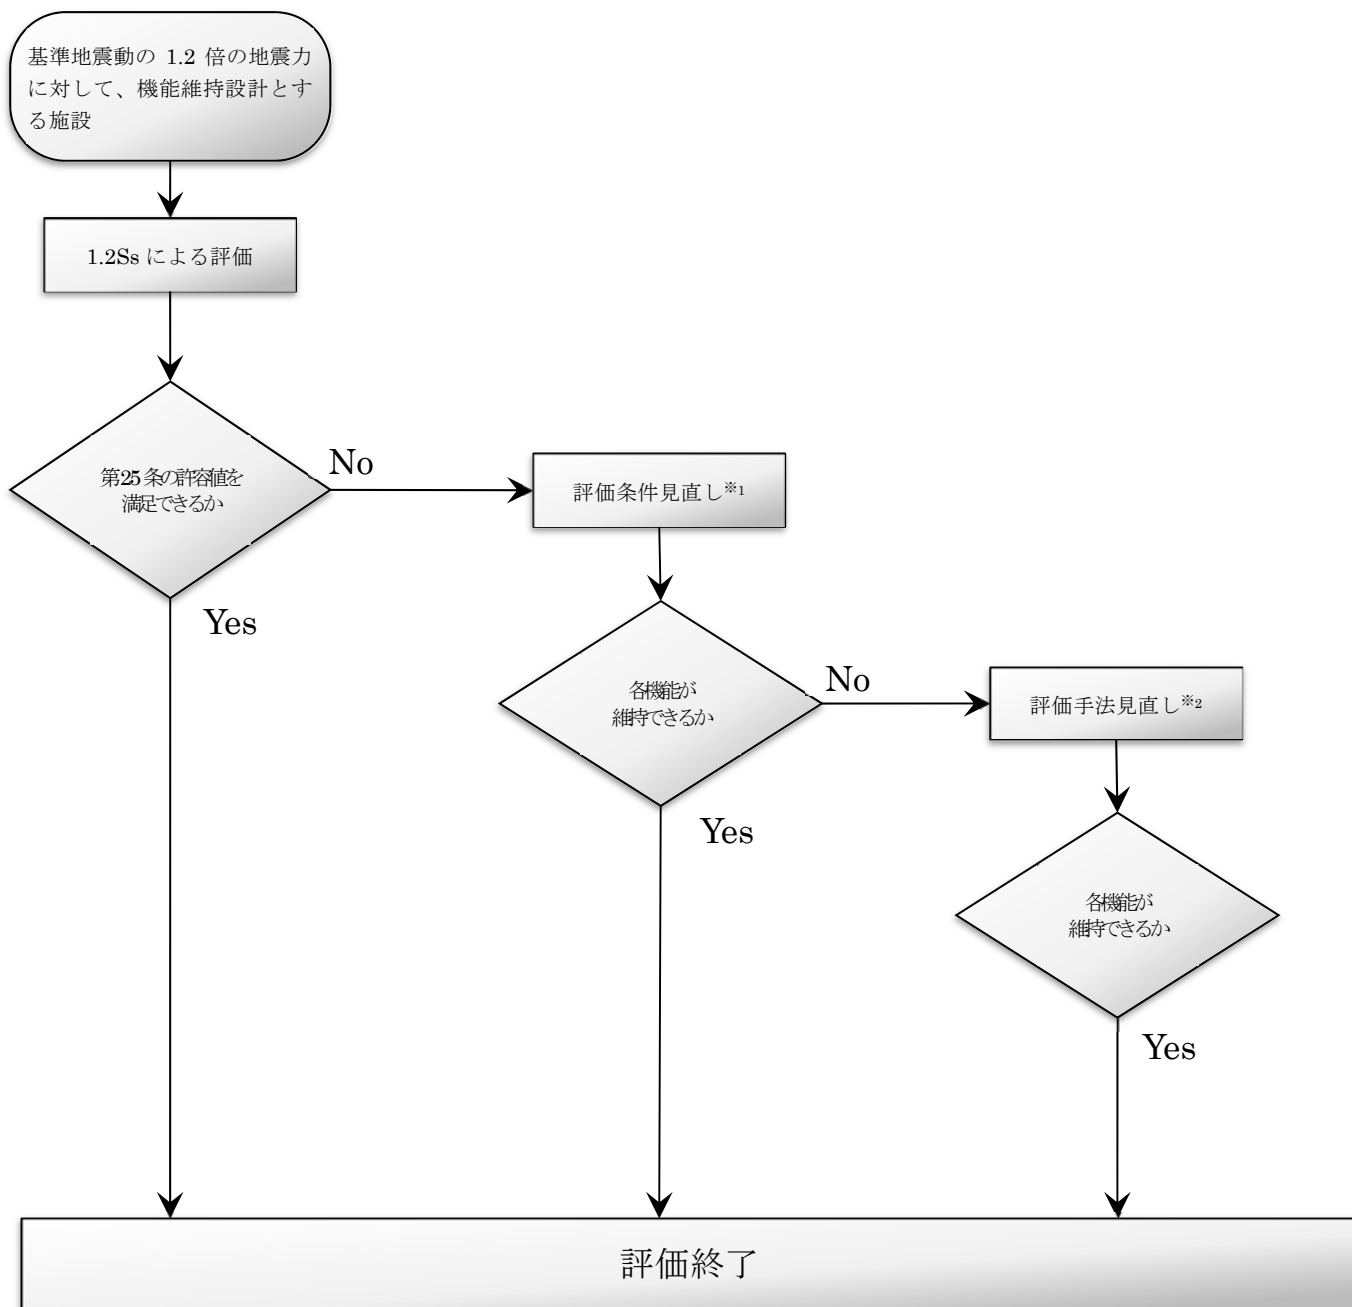 基準地震動の 1.2 倍の地震力
に対して、機能維持設計とす
る施設
1.2Ss による評価
第25条の許容値を
満足できるか
No
評価条件見直し※1
Yes
各機能が
維持できるか
No
評価手法見直し※2
Yes
各機能が
維持できるか
Yes
評価終了